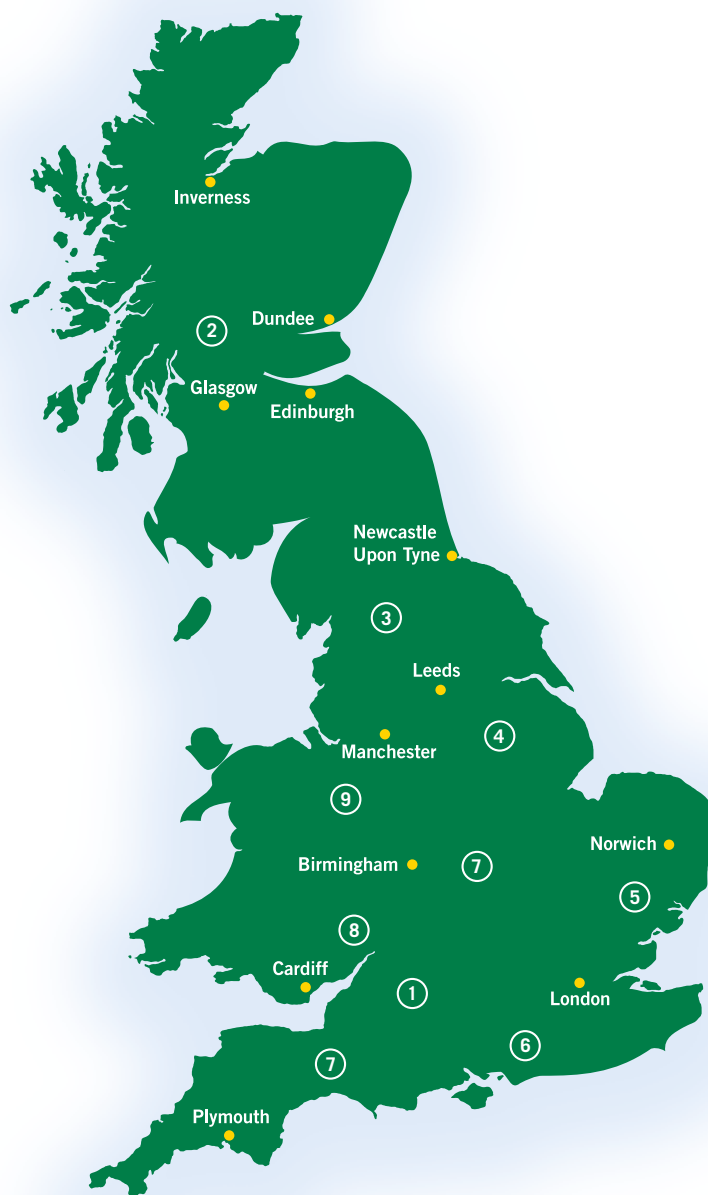 Inverness
Dundee
2
Glasgow
Edinburgh
Newcastle
Upon Tyne
3
Leeds
4
Manchester
9
Norwich
Birmingham
7
5
8
Cardiff
1
London
6
7
Plymouth